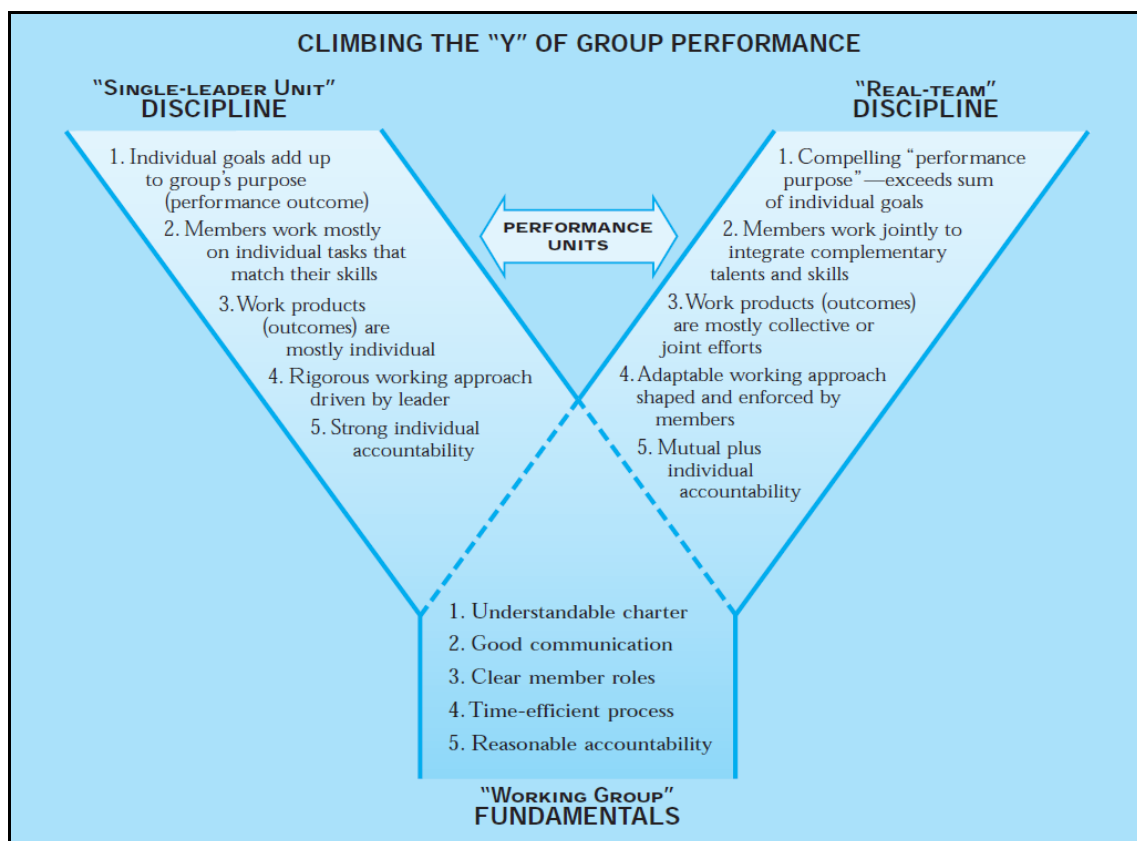 CLIMBING THE “Y” OF GROUP PERFORMANCE
“SINGLE-LEADER UNIT”
DISCIPLINE
1. Individual goals add up
to group’s purpose
(performance outcome)
2. Members work mostly
on individual tasks that
match their skills
3. Work products
(outcomes) are
mostly individual
4. Rigorous working approach
driven by leader
5. Strong individual
accountability
PERFORMANCE
UNITS
“REAL-TEAM”
DISCIPLINE
1. Compelling “performance
purpose”—exceeds sum
of individual goals
2. Members work jointly to
integrate complementary
talents and skills
3. Work products (outcomes)
are mostly collective or
joint efforts
4. Adaptable working approach
shaped and enforced by
members
5. Mutual plus
individual
accountability
1. Understandable charter
2. Good communication
3. Clear member roles
4. Time-efficient process
5. Reasonable accountability
“WORKING GROUP”
FUNDAMENTALS